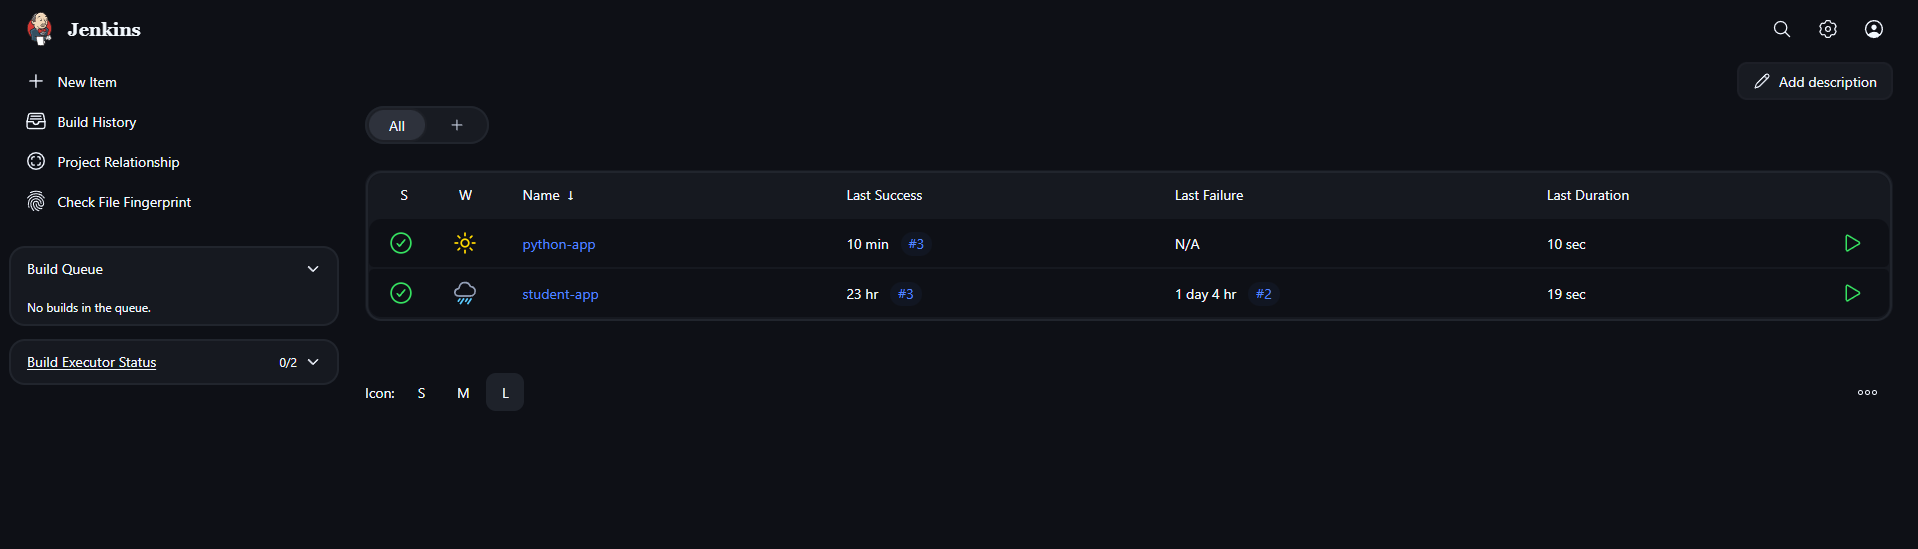 Jenkins
New Item
Add description
Build History
All +
Project Relationship
Check File Fingerprint
S W Name ↓ Last Success Last Failure Last Duration
python-app 10 min #3 N/A 10 sec
student-app 23 hr #3 1 day 4 hr #2 19 sec
Build Queue
No builds in the queue.
Build Executor Status 0/2
Icon: S M L